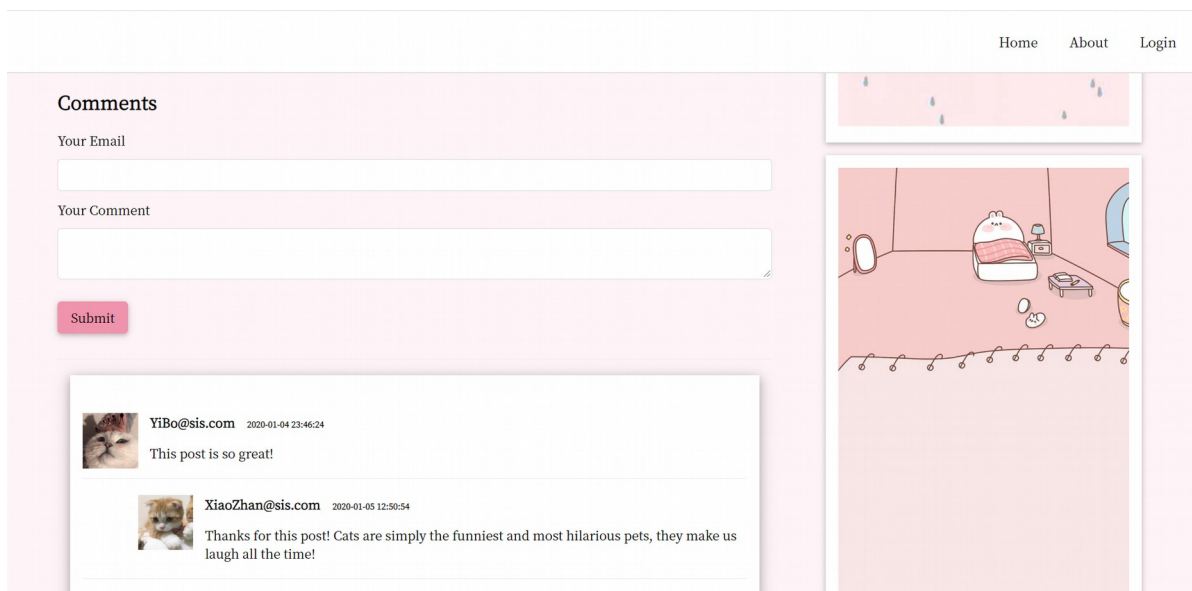 Home About Login
Comments
Your Email
Your Comment
Submit
YiBo@sis.com 2020-01-04 23:46:24
This post is so great!
XiaoZhan@sis.com 2020-01-05 12:50:54
Thanks for this post! Cats are simply the funniest and most hilarious pets, they make us
laugh all the time!